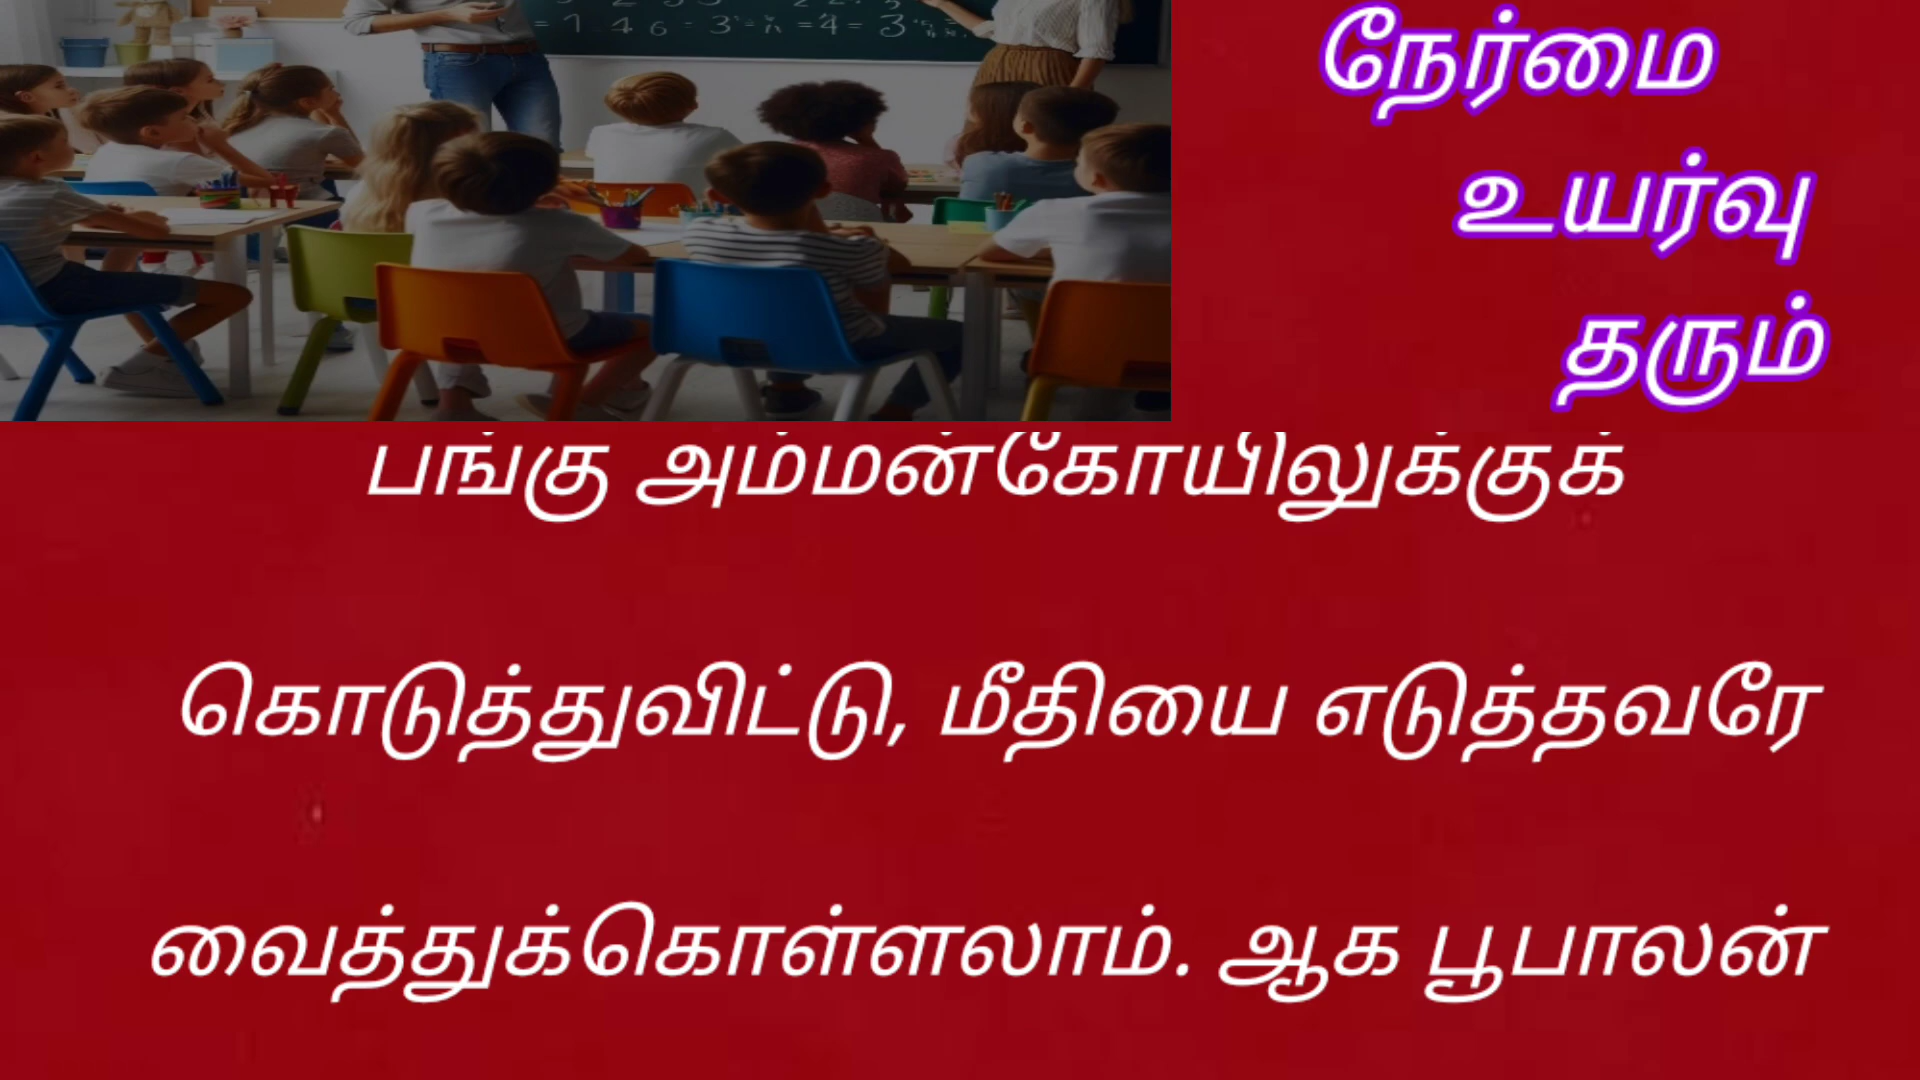 நேர்மை
உயர்வு
தரும்
பங்கு அம்மன்கோயிலுக்குக்
கொடுத்துவிட்டு, மீதியை எடுத்தவரே
வைத்துக்கொள்ளலாம். ஆக பூபாலன்